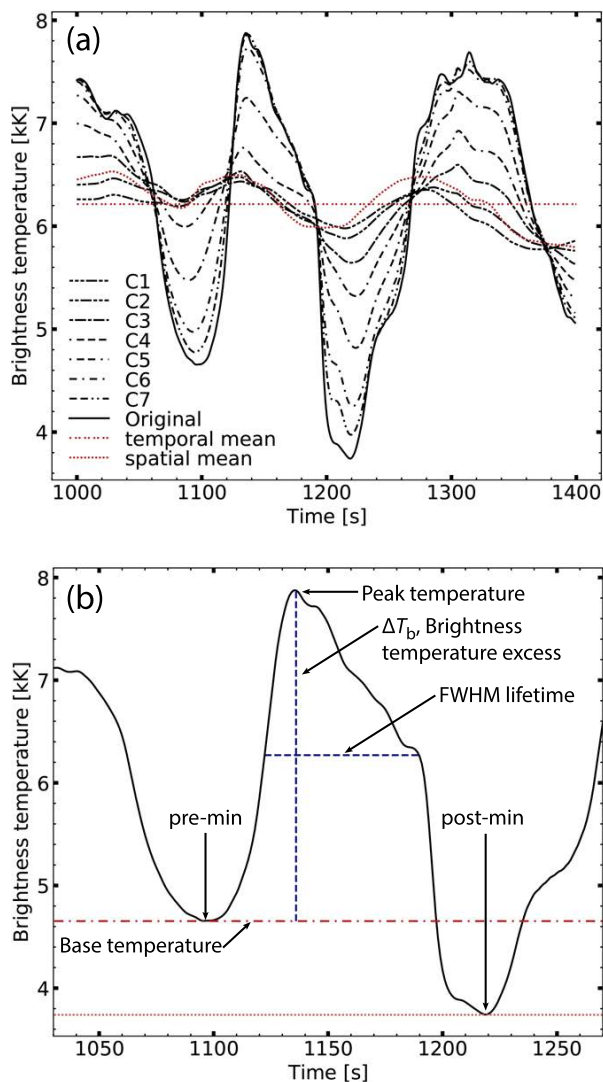 (a)
Brightness temperature [kK]
8
7
6
5
4
C1
C2
C3
C4
C5
C6
C7
Original
temporal mean
spatial mean
1000 1100 1200 1300 1400
Time [s]
(b)
Brightness temperature [kK]
8
7
6
5
4
Peak temperature
ΔT_b, Brightness
temperature excess
FWHM lifetime
pre-min
post-min
Base temperature
1050 1100 1150 1200 1250
Time [s]